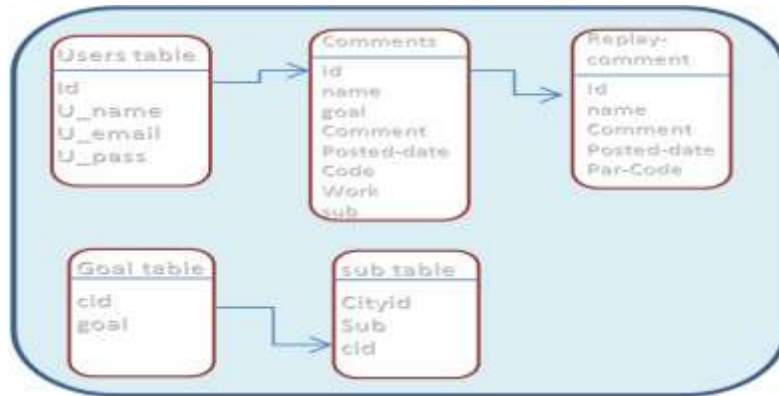 Users table
Id
U_name
U_email
U_pass
Comments
Id
name
goal
Comment
Posted-date
Code
Work
sub
Replay-
comment
Id
name
Comment
Posted-date
Par-Code
Goal table
cid
goal
sub table
Cityid
Sub
cid